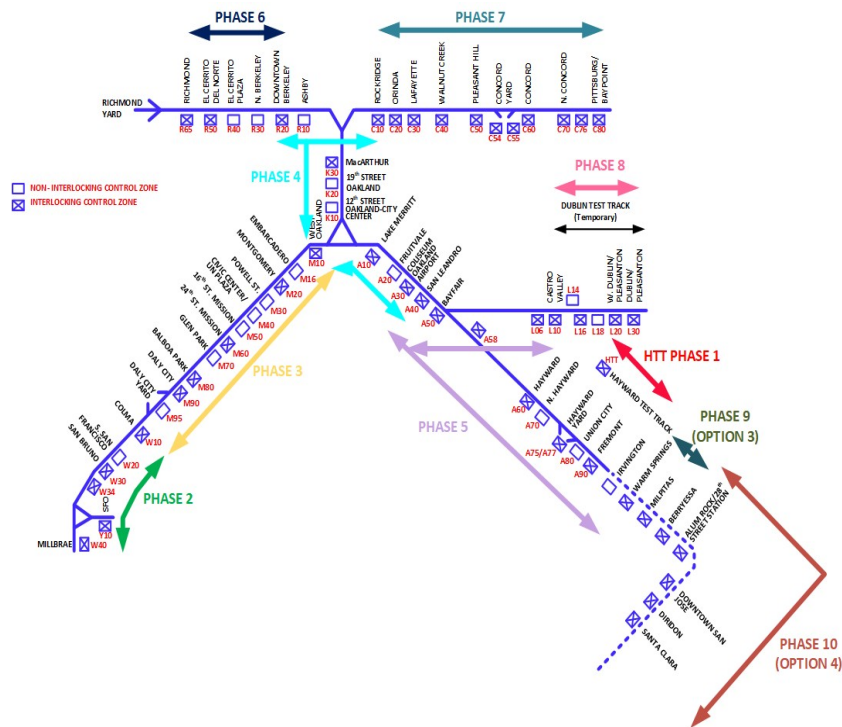 PHASE 6
PHASE 7
RICHMOND
EL CERRITO
DEL NORTE
EL CERRITO
PLAZA
N. BERKELEY
DOWNTOWN
BERKELEY
ASHBY
ROCKRIDGE
ORINDA
LAFAYETTE
WALNUT CREEK
PLEASANT HILL
CONCORD
YARD
CONCORD
N. CONCORD
PITTSBURG/
BAYPOINT
RICHMOND
YARD
R65
R50
R40
R30
R20
R10
C10
C20
C30
C40
C50
C54
C55
C60
C70
C76
C80
PHASE 4
MacARTHUR
K30
19th STREET
OAKLAND
K20
12th STREET
OAKLAND-CITY
CENTER
K10
NON-INTERLOCKING CONTROL ZONE
INTERLOCKING CONTROL ZONE
PHASE 8
DUBLIN TEST TRACK
(Temporary)
WEST
OAKLAND
M10
EMBARCADERO
M16
MONTGOMERY
M20
POWELL ST.
M30
CIVIC CENTER/
UN PLAZA
M40
16th ST. MISSION
M50
24th ST. MISSION
M60
GLEN PARK
M70
BALBOA PARK
M80
DALY CITY
M90
DALY CITY
YARD
M95
COLMA
W10
S. SAN
FRANCISCO
W20
SAN BRUNO
W30
W34
SFO
Y10
MILLBRAE
W40
PHASE 3
PHASE 2
LAKE MERRITT
A10
FRUITVALE
A20
COLISEUM
OAKLAND
AIRPORT
A30
SAN LEANDRO
A40
BAYFAIR
A50
CASTRO
VALLEY
L14
W. DUBLIN/
PLEASANTON
DUBLIN/
PLEASANTON
L06
L10
L16
L18
L20
L30
A58
PHASE 5
HTT PHASE 1
HTT
HAYWARD TEST TRACK
HAYWARD
A60
N. HAYWARD
A70
HAYWARD
YARD
A75/A77
UNION CITY
A80
FREMONT
A90
IRVINGTON
WARM SPRINGS
MILPITAS
BERRYESSA
ALUM ROCK/28th
STREET STATION
DOWNTOWN SAN
JOSE
DIRIDON
SANTA CLARA
PHASE 9
(OPTION 3)
PHASE 10
(OPTION 4)